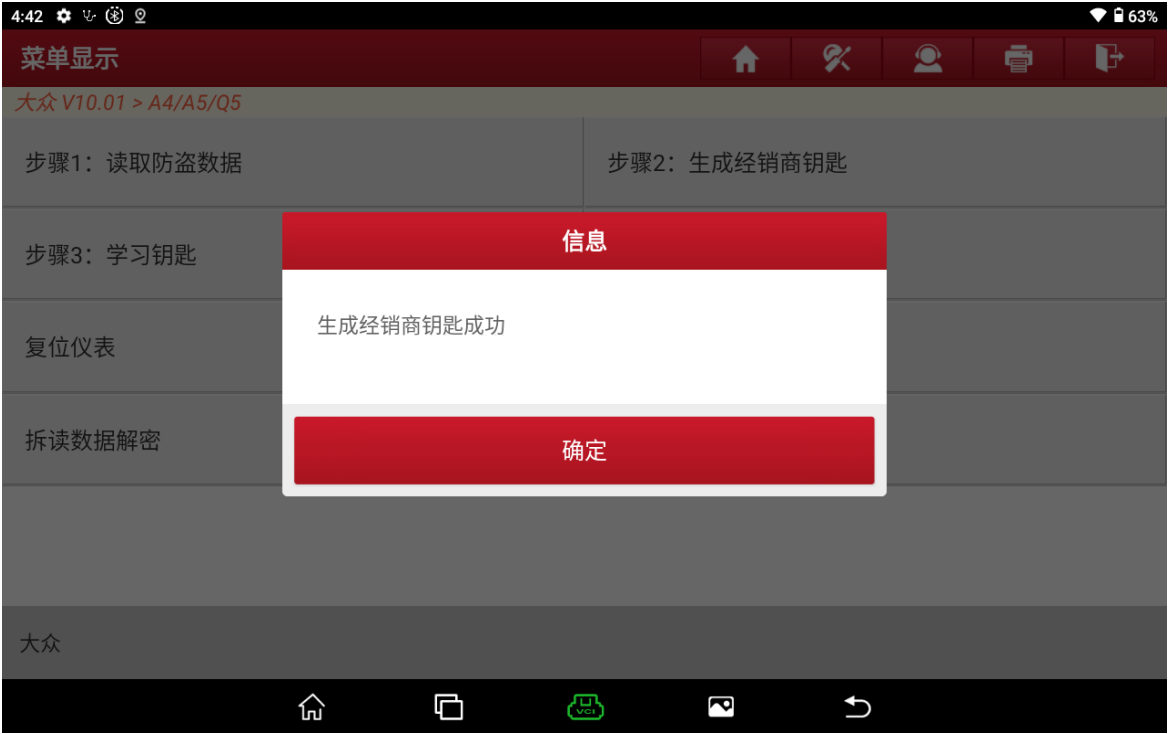 4:42
63%
菜单显示
大众 V10.01 > A4/A5/Q5
步骤1：读取防盗数据
步骤2：生成经销商钥匙
步骤3：学习钥匙
信息
生成经销商钥匙成功
复位仪表
拆读数据解密
确定
大众
VCI